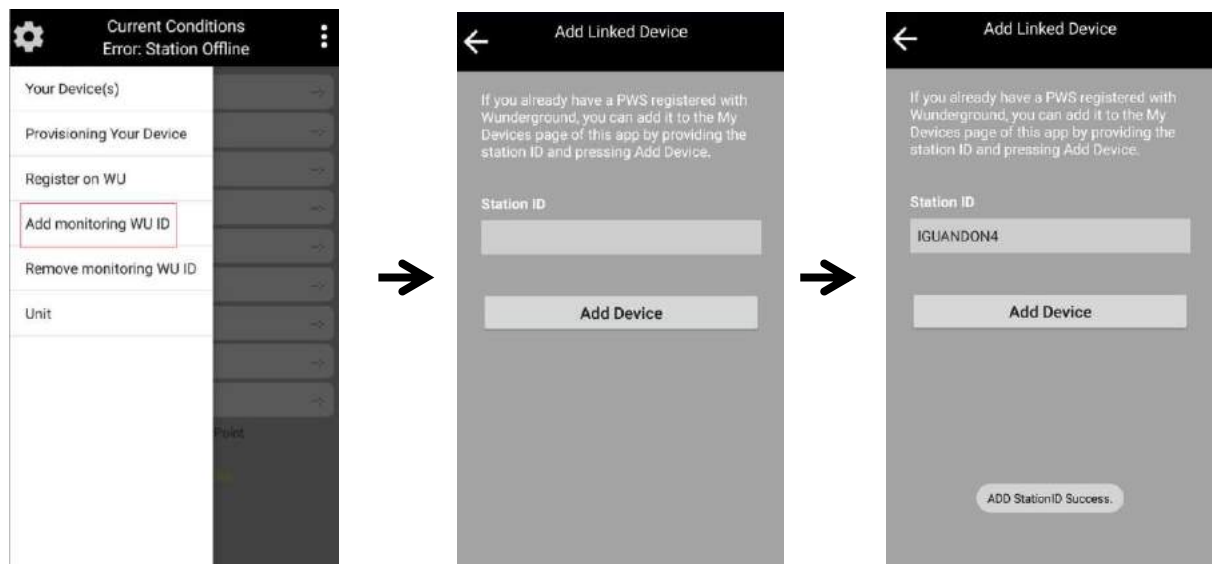 Current Conditions
Error: Station Offline
Your Device(s)
Provisioning Your Device
Register on WU
Add monitoring WU ID
Remove monitoring WU ID
Unit
Point
Add Linked Device
If you already have a PWS registered with
Wunderground, you can add it to the My
Devices page of this app by providing the
station ID and pressing Add Device.
Station ID
Add Device
Add Linked Device
If you already have a PWS registered with
Wunderground, you can add it to the My
Devices page of this app by providing the
station ID and pressing Add Device.
Station ID
IGUANDON4
Add Device
ADD StationID Success.